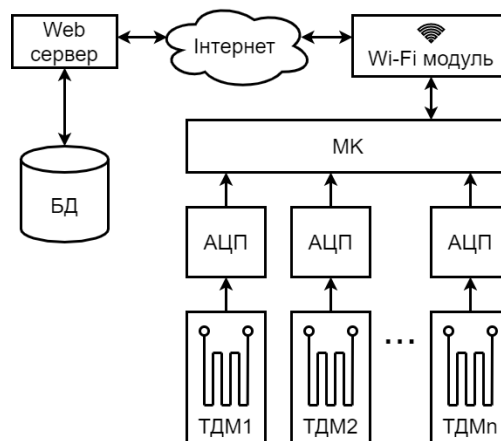 Web
сервер
Інтернет
Wi-Fi модуль
МК
БД
АЦП
АЦП
АЦП
...
ТДМ1
ТДМ2
ТДМn